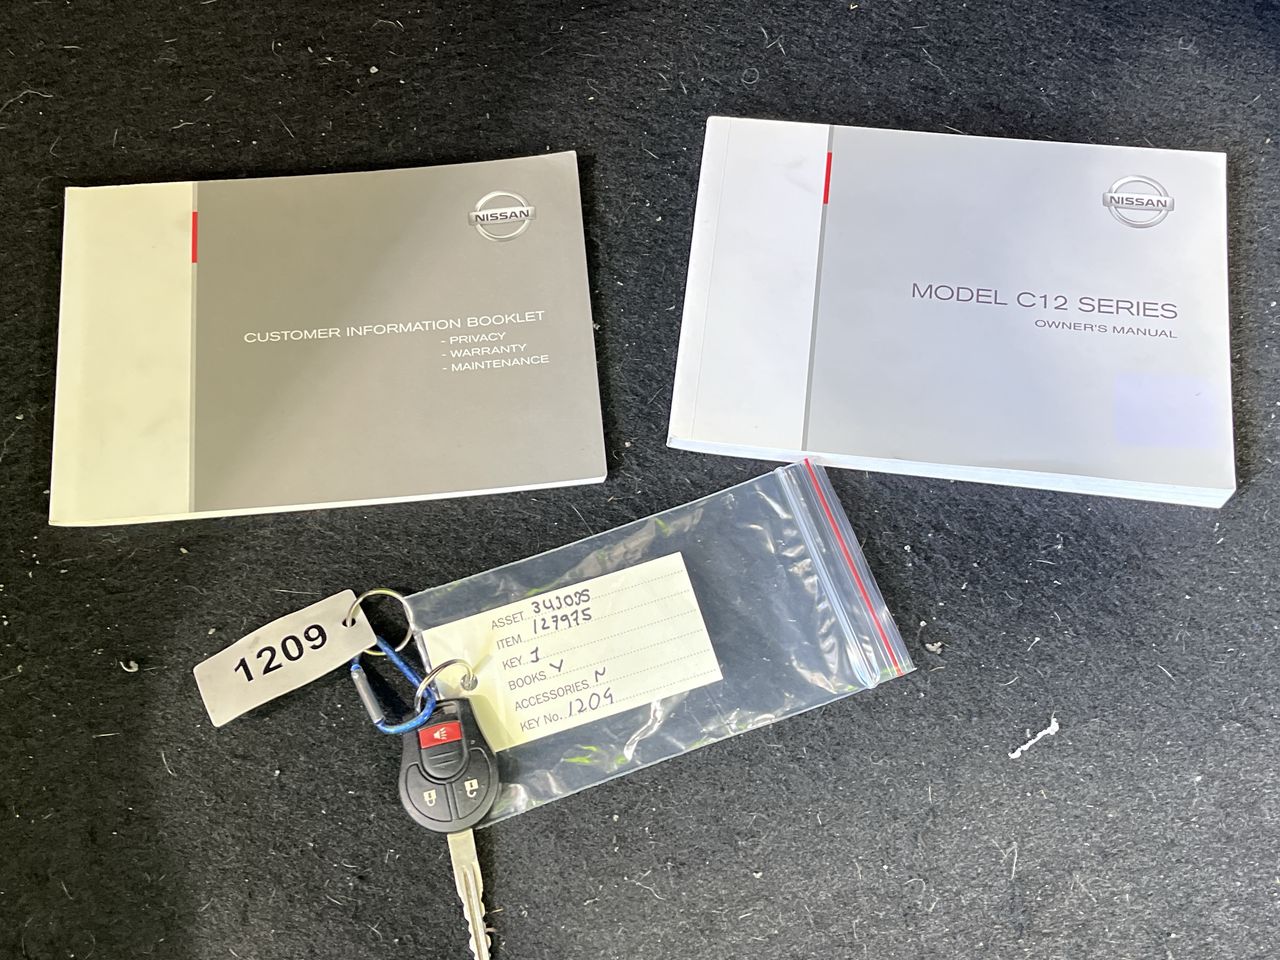 NISSAN
CUSTOMER INFORMATION BOOKLET
- PRIVACY
- WARRANTY
- MAINTENANCE
NISSAN
MODEL C12 SERIES
OWNER'S MANUAL
1209
ASSET
ITEM 127975
KEY 1
BOOKS Y
ACCESSORIES N
KEY No. 1209